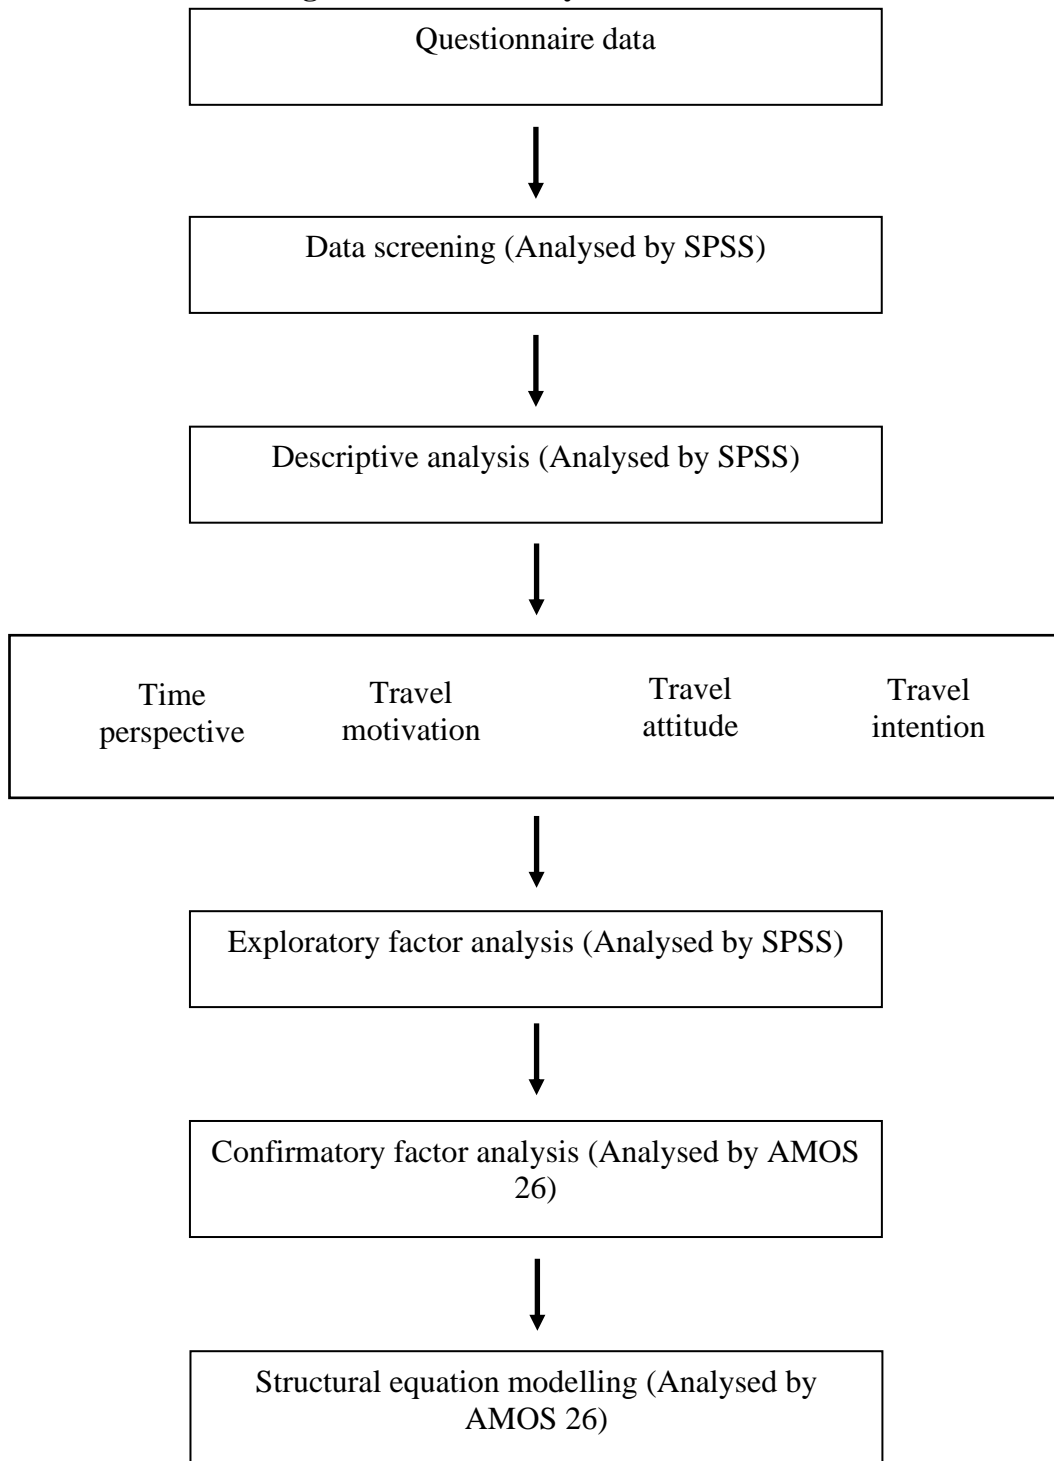 Questionnaire data
Data screening (Analysed by SPSS)
Descriptive analysis (Analysed by SPSS)
Time
perspective
Travel
motivation
Travel
attitude
Travel
intention
Exploratory factor analysis (Analysed by SPSS)
Confirmatory factor analysis (Analysed by AMOS
26)
Structural equation modelling (Analysed by
AMOS 26)